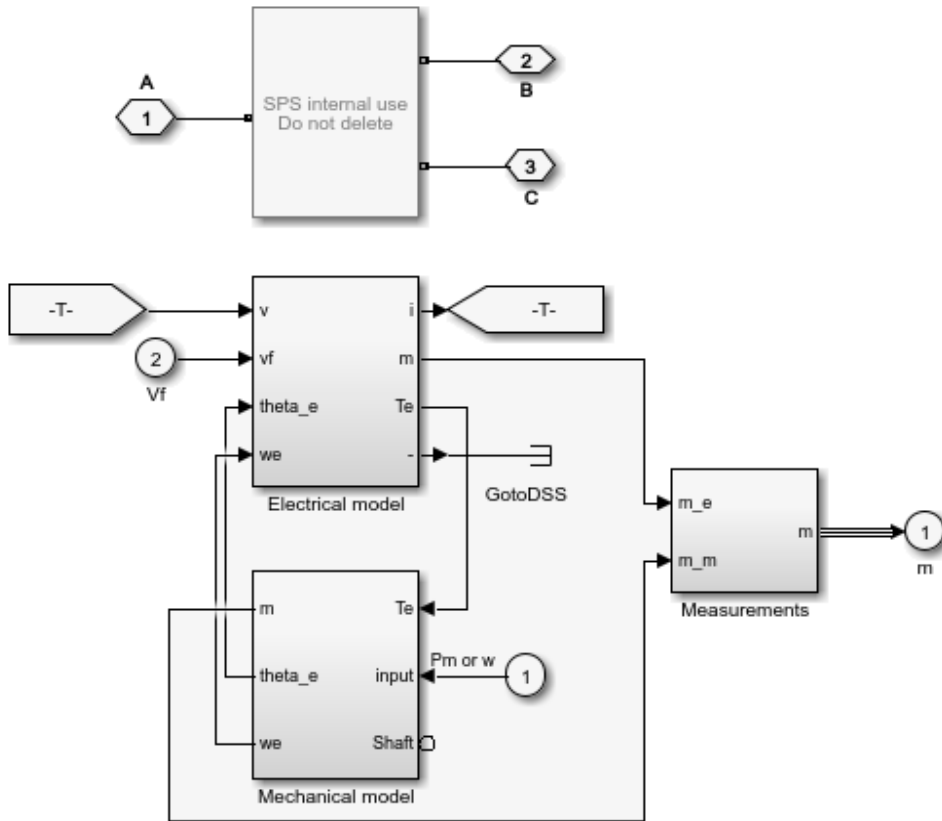 A
1
SPS internal use
Do not delete
2
B
3
C
-T-
v
i
-T-
2
Vf
vf
m
theta_e
Te
we
-
GotoDSS
Electrical model
m_e
m
1
m
m_m
Measurements
m
Te
theta_e
input
Pm or w
1
we
Shaft
Mechanical model